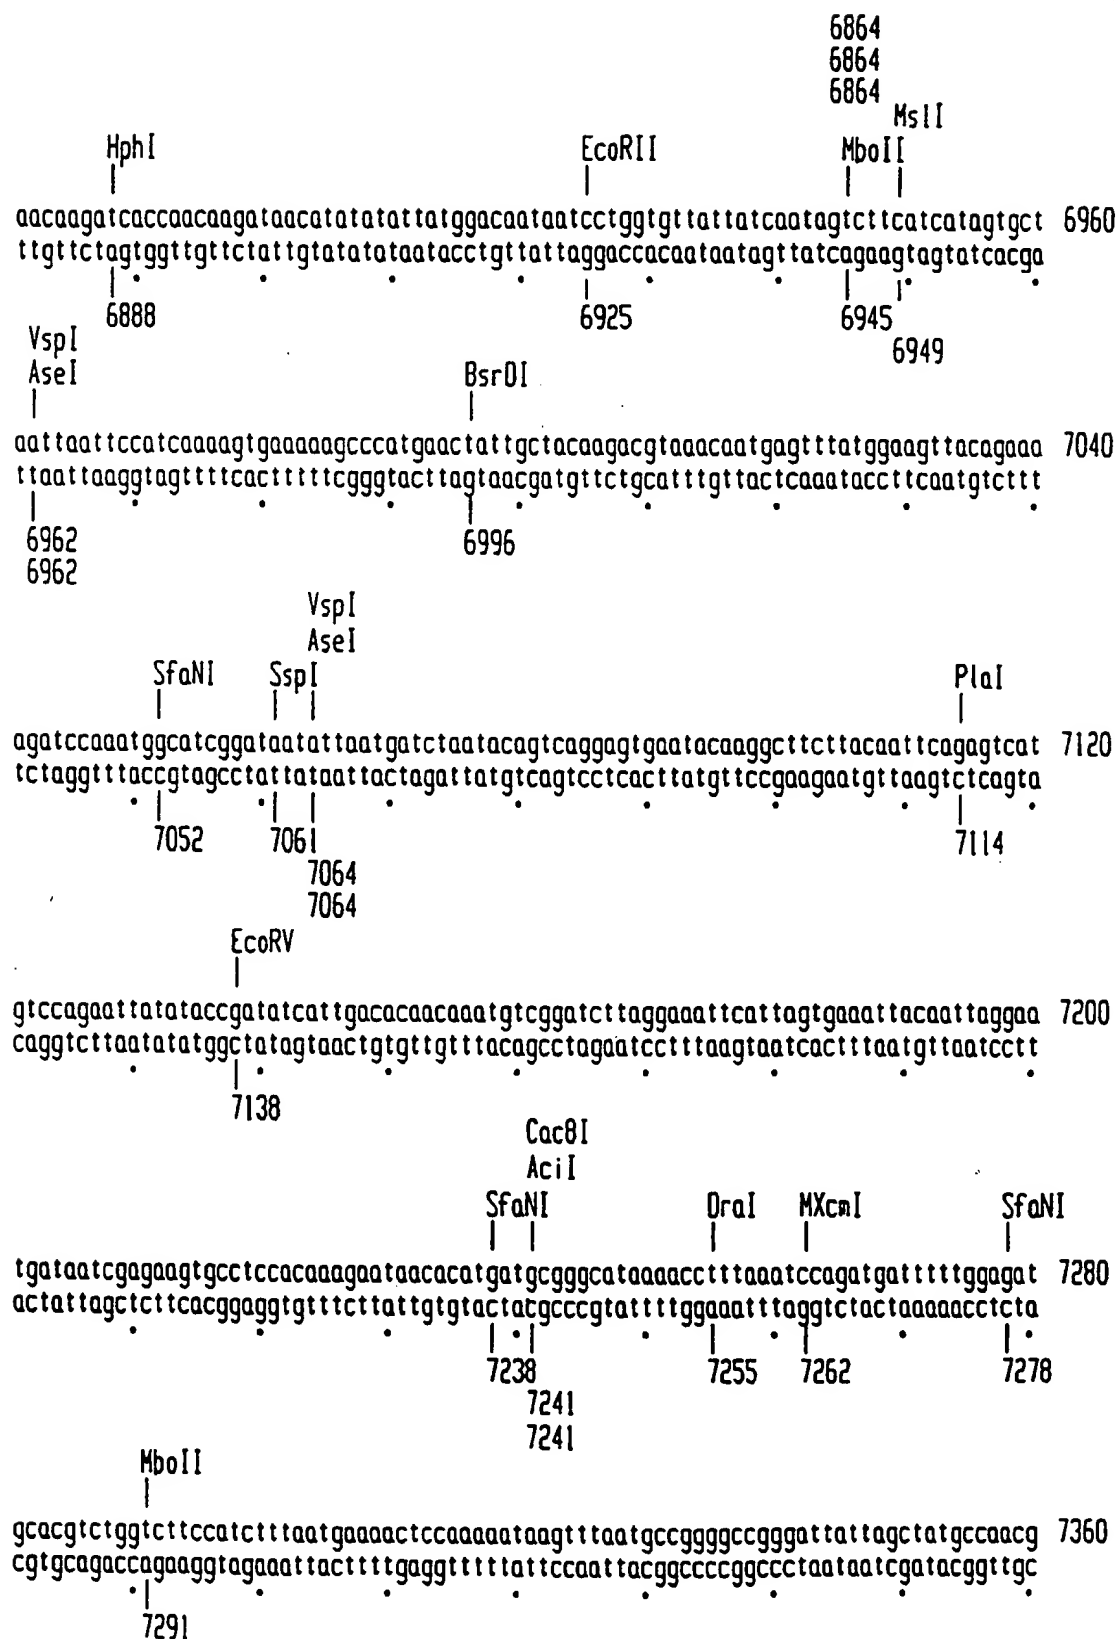 6864
6864
6864
MslI
HphI EcoRII MboII
aacaagatcaccaacaagataacatatatattatggacaataatcctggtgttattatcaatagtcttcatcatagtgct 6960
ttgttctagtggttgttctattgtatatataatacctgttattaggaccacaataatagttatcagaagtagtatcacga
6888 6925 6945
6949
VspI
AseI BsrDI
aattaattccatcaaaagtgaaaaagcccatgaactattgctacaagacgtaaacaatgagtttatggaagttacagaaa 7040
ttaattaaggtagttttcactttttcgggtacttagtaacgatgttctgcatttgttactcaaataccttcaatgtcttt
6962 6996
6962
VspI
AseI
SfaNI SspI PlaI
agatccaaatggcatcggataatattaatgatctaatacagtcaggagtgaatacaaggcttcttacaattcagagtcat 7120
tctaggtttaccgtagcctattataattactagattatgtcagtcctcacttatgttccgaagaatgttaagtctcagta
7052 7061 7114
7064
7064
EcoRV
gtccagaattatataccgatatcattgacacaacaaatgtcggatcttaggaaattcattagtgaaattacaattaggaa 7200
caggtcttaatatatggctatagtaactgtgttgtttacagcctagaatcctttaagtaatcactttaatgttaatcctt
7138
Cac8I
AciI
SfaNI DraI MXcmI SfaNI
tgataatcgagaagtgcctccacaaagaataacacatgatgcgggcataaaacctttaaatccagatgatttttggagat 7280
actattagctcttcacggaggtgtttcttattgtgtactatcgcccgtattttggaaatttaggtctactaaaaacctcta
7238 7255 7262 7278
7241
7241
MboII
gcacgtctggtcttccatctttaatgaaaactccaaaaataagtttaatgccggggccgggattattagctatgccaacg 7360
cgtgcagaccagaaggtagaaattacttttgaggtttttattccaattacggccccggccctaataatcgatacggttgc
7291